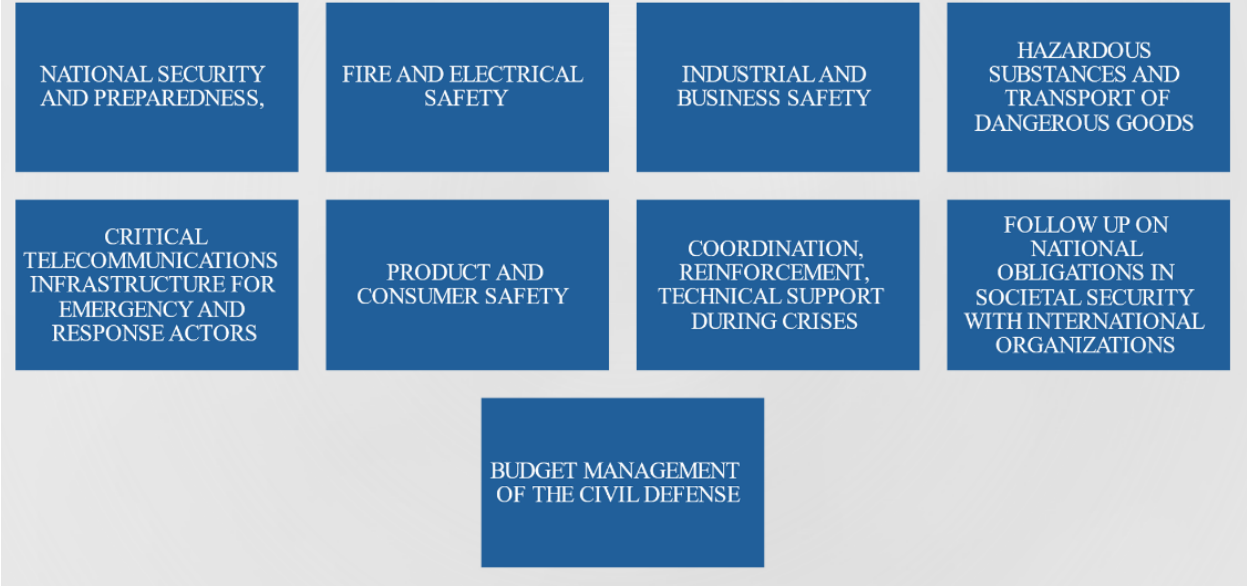 NATIONAL SECURITY
AND PREPAREDNESS,
FIRE AND ELECTRICAL
SAFETY
INDUSTRIAL AND
BUSINESS SAFETY
HAZARDOUS
SUBSTANCES AND
TRANSPORT OF
DANGEROUS GOODS
CRITICAL
TELECOMMUNICATIONS
INFRASTRUCTURE FOR
EMERGENCY AND
RESPONSE ACTORS
PRODUCT AND
CONSUMER SAFETY
COORDINATION,
REINFORCEMENT,
TECHNICAL SUPPORT
DURING CRISES
FOLLOW UP ON
NATIONAL
OBLIGATIONS IN
SOCIETAL SECURITY
WITH INTERNATIONAL
ORGANIZATIONS
BUDGET MANAGEMENT
OF THE CIVIL DEFENSE